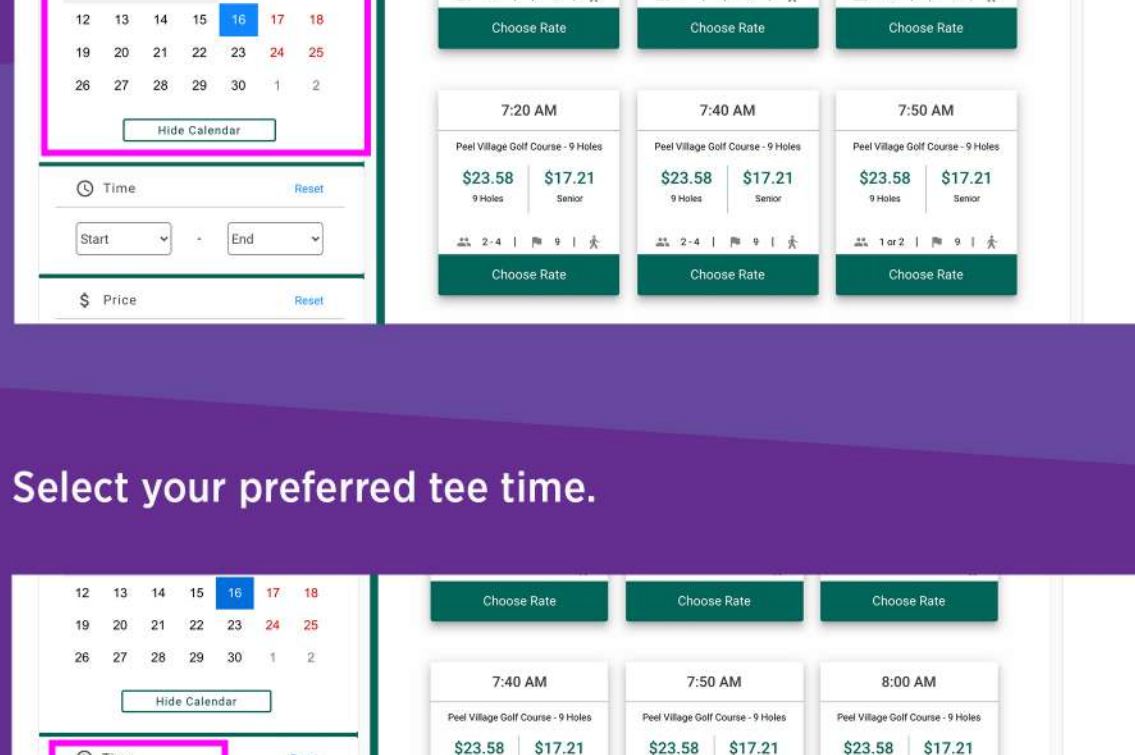 12 13 14 15 16 17 18
19 20 21 22 23 24 25
26 27 28 29 30 1 2
Hide Calendar
Time Reset
Start - End
$ Price Reset
Choose Rate Choose Rate Choose Rate
7:20 AM 7:40 AM 7:50 AM
Peel Village Golf Course - 9 Holes Peel Village Golf Course - 9 Holes Peel Village Golf Course - 9 Holes
$23.58 $17.21 $23.58 $17.21 $23.58 $17.21
9 Holes Senior 9 Holes Senior 9 Holes Senior
2-4 | 9 | 2-4 | 9 | 1 or 2 | 9 |
Choose Rate Choose Rate Choose Rate
Select your preferred tee time.
12 13 14 15 16 17 18
19 20 21 22 23 24 25
26 27 28 29 30 1 2
Hide Calendar
Choose Rate Choose Rate Choose Rate
7:40 AM 7:50 AM 8:00 AM
Peel Village Golf Course - 9 Holes Peel Village Golf Course - 9 Holes Peel Village Golf Course - 9 Holes
$23.58 $17.21 $23.58 $17.21 $23.58 $17.21